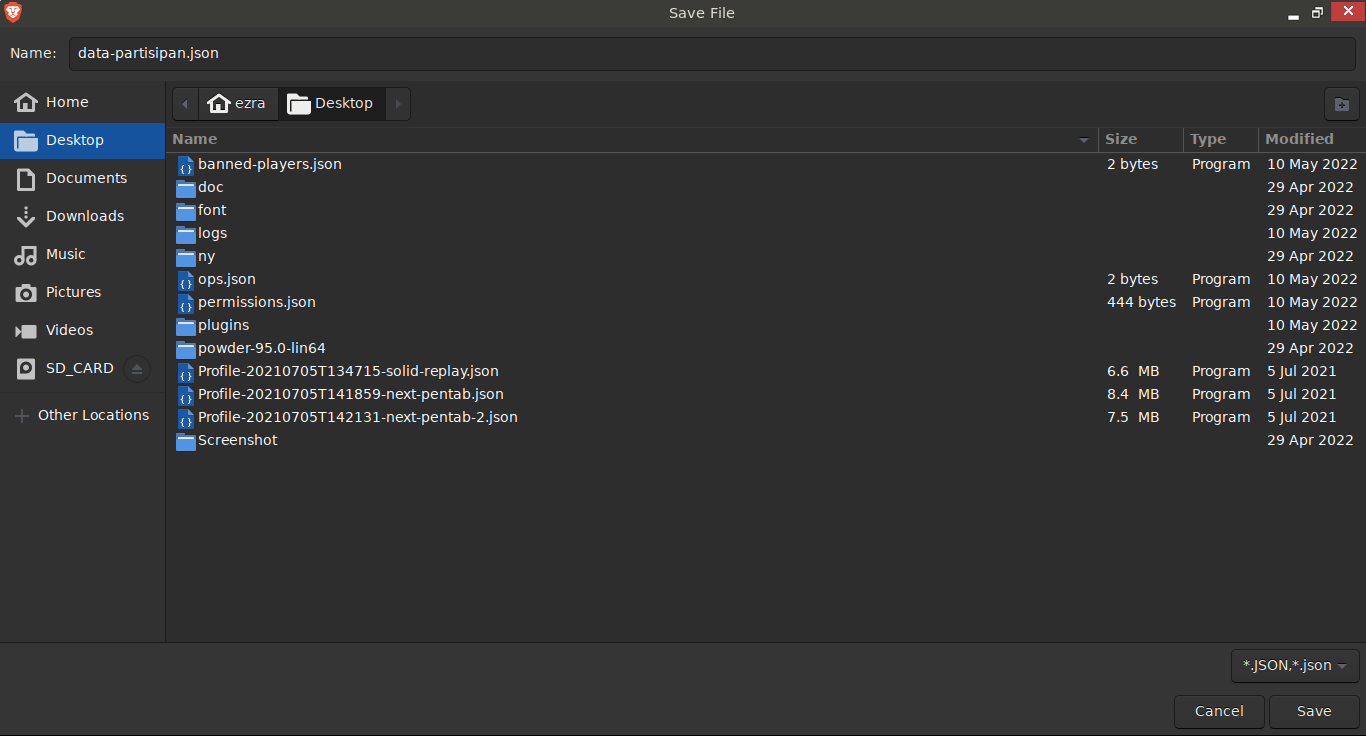 Save File
Name: data-partisipan.json
Home
Desktop
Documents
Downloads
Music
Pictures
Videos
SD_CARD
Other Locations
ezra Desktop
Name Size Type Modified
banned-players.json 2 bytes Program 10 May 2022
doc 29 Apr 2022
font 29 Apr 2022
logs 10 May 2022
ny 29 Apr 2022
ops.json 2 bytes Program 10 May 2022
permissions.json 444 bytes Program 10 May 2022
plugins 10 May 2022
powder-95.0-lin64 29 Apr 2022
Profile-20210705T134715-solid-replay.json 6.6 MB Program 5 Jul 2021
Profile-20210705T141859-next-pentab.json 8.4 MB Program 5 Jul 2021
Profile-20210705T142131-next-pentab-2.json 7.5 MB Program 5 Jul 2021
Screenshot 29 Apr 2022
*.JSON,*.json
Cancel Save